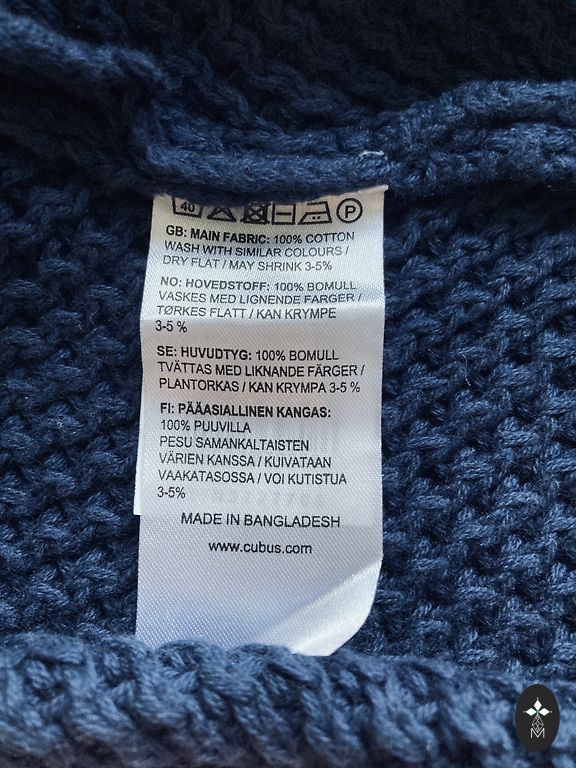 40 P
GB: MAIN FABRIC: 100% COTTON
WASH WITH SIMILAR COLOURS /
DRY FLAT / MAY SHRINK 3-5%
NO: HOVEDSTOFF: 100% BOMULL
VASKES MED LIGNENDE FARGER /
TØRKES FLATT / KAN KRYMPE
3-5 %
SE: HUVUDTYG: 100% BOMULL
TVÄTTAS MED LIKNANDE FÄRGER /
PLANTORKAS / KAN KRYMPA 3-5 %
FI: PÄÄASIALLINEN KANGAS:
100% PUUVILLA
PESU SAMANKALTAISTEN
VÄRIEN KANSSA / KUIVATAAN
VAAKATASOSSA / VOI KUTISTUA
3-5%
MADE IN BANGLADESH
www.cubus.com
M